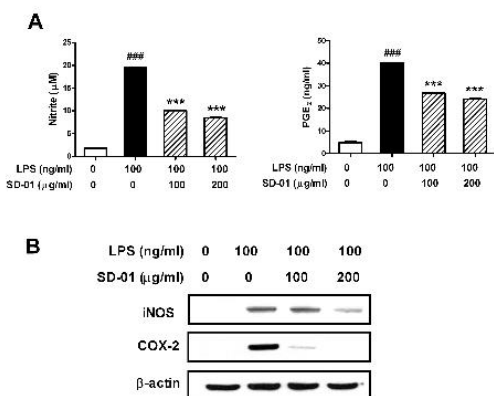 A
25
20
15
10
5
0
Nitrite (μM)
###
***
***
LPS (ng/ml) 0 100 100 100
SD-01 (μg/ml) 0 0 100 200
60
40
30
20
10
0
PGE2 (ng/ml)
###
***
***
LPS (ng/ml) 0 100 100 100
SD-01 (μg/ml) 0 0 100 200
B
LPS (ng/ml) 0 100 100 100
SD-01 (μg/ml) 0 0 100 200
iNOS
COX-2
β-actin